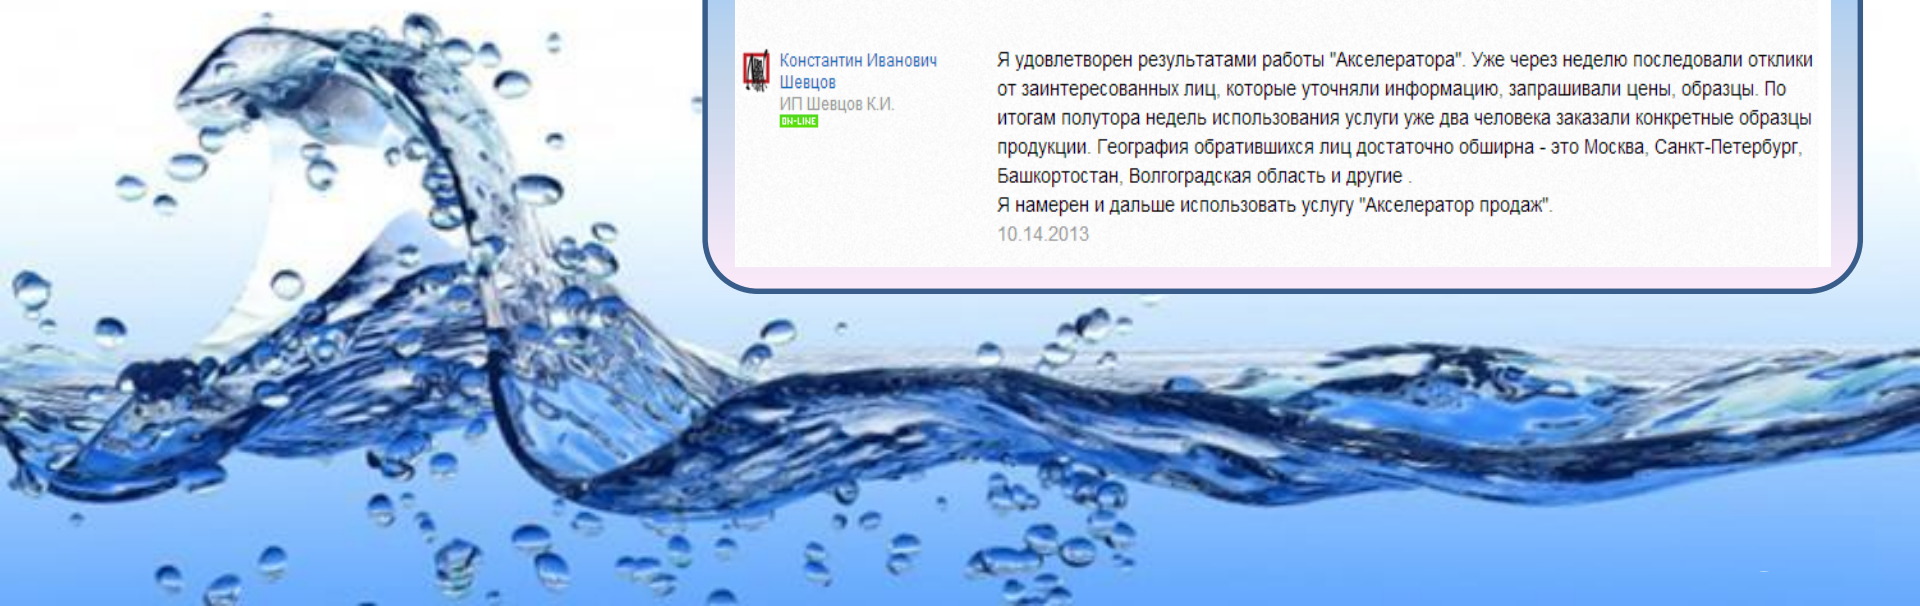 Константин Иванович
Шевцов
ИП Шевцов К.И.
ON-LINE
Я удовлетворен результатами работы "Акселератора". Уже через неделю последовали отклики
от заинтересованных лиц, которые уточняли информацию, запрашивали цены, образцы. По
итогам полутора недель использования услуги уже два человека заказали конкретные образцы
продукции. География обратившихся лиц достаточно обширна - это Москва, Санкт-Петербург,
Башкортостан, Волгоградская область и другие .
Я намерен и дальше использовать услугу "Акселератор продаж".
10.14.2013